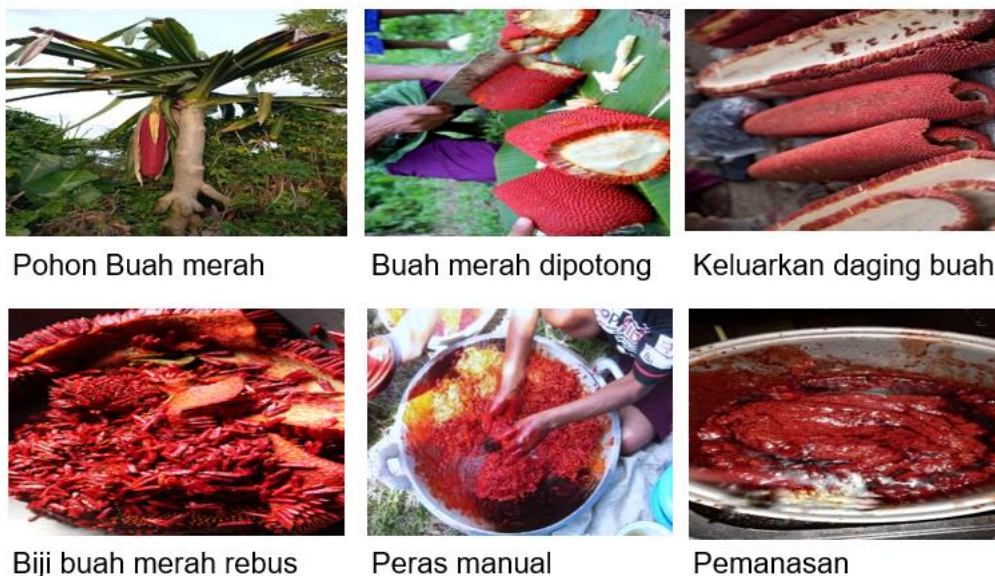 Pohon Buah merah
Buah merah dipotong
Keluarkan daging buah
Biji buah merah rebus
Peras manual
Pemanasan